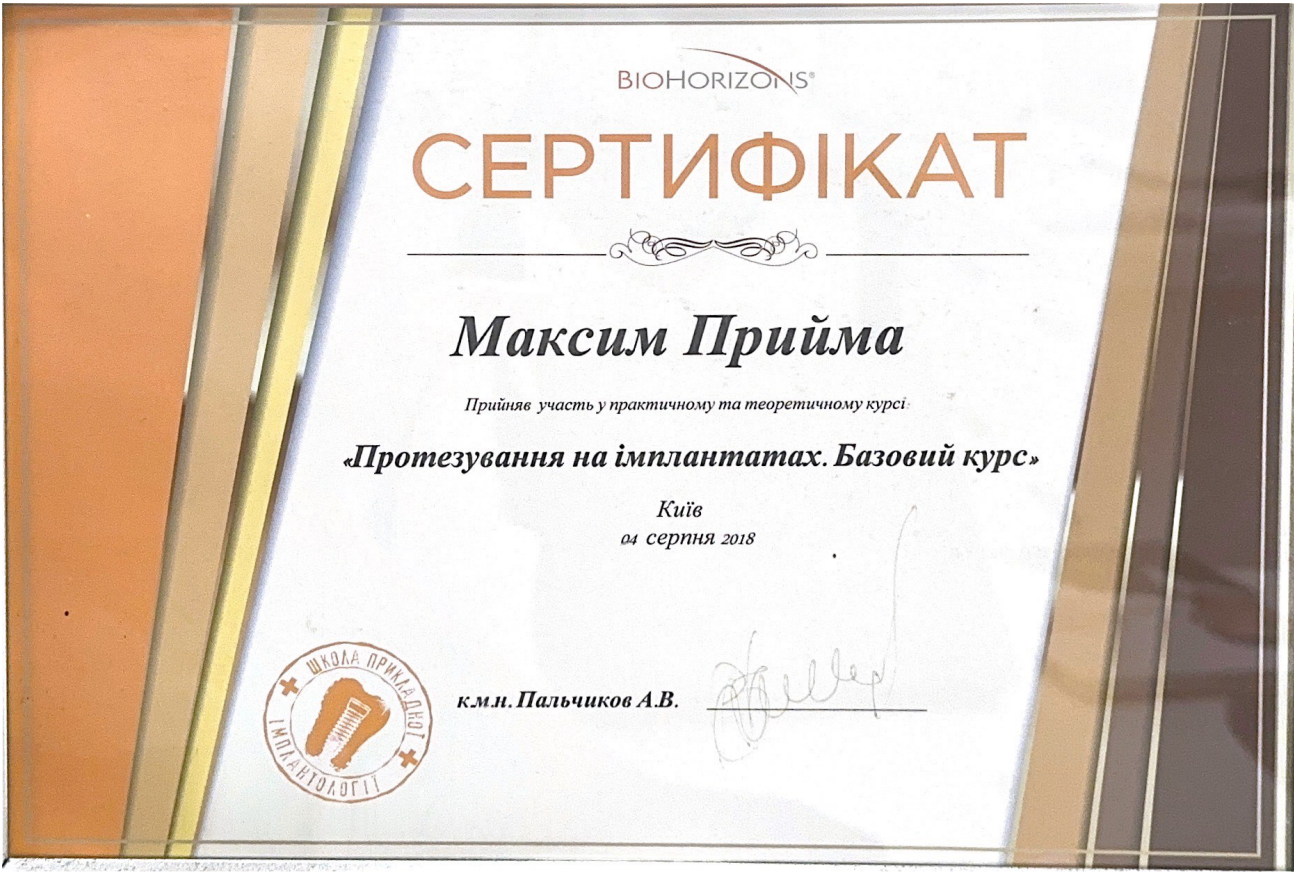 BIOHORIZONS®
СЕРТИФІКАТ
Максим Прийма
Прийняв участь у практичному та теоретичному курсі:
«Протезування на імплантатах. Базовий курс»
Київ
04 серпня 2018
к.м.н. Пальчиков А.В.
ШКОЛА ПРИКЛАДНОЇ
ІМПЛАНТОЛОГІЇ